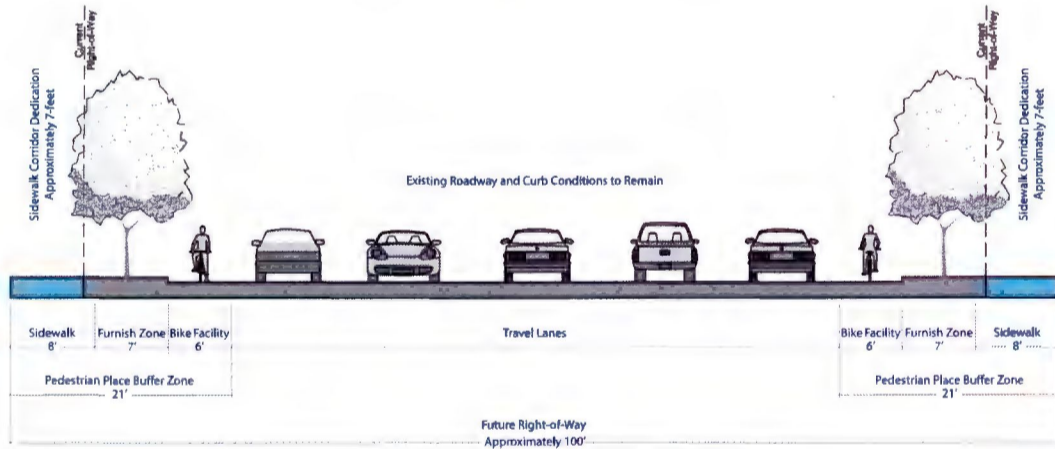 Current
Right-of-Way
Sidewalk Corridor Dedication
Approximately 7-feet
Existing Roadway and Curb Conditions to Remain
Current
Right-of-Way
Sidewalk Corridor Dedication
Approximately 7-feet
Sidewalk
8'
Furnish Zone
7'
Bike Facility
6'
Travel Lanes
Bike Facility
6'
Furnish Zone
7'
Sidewalk
8'
Pedestrian Place Buffer Zone
21'
Pedestrian Place Buffer Zone
21'
Future Right-of-Way
Approximately 100'